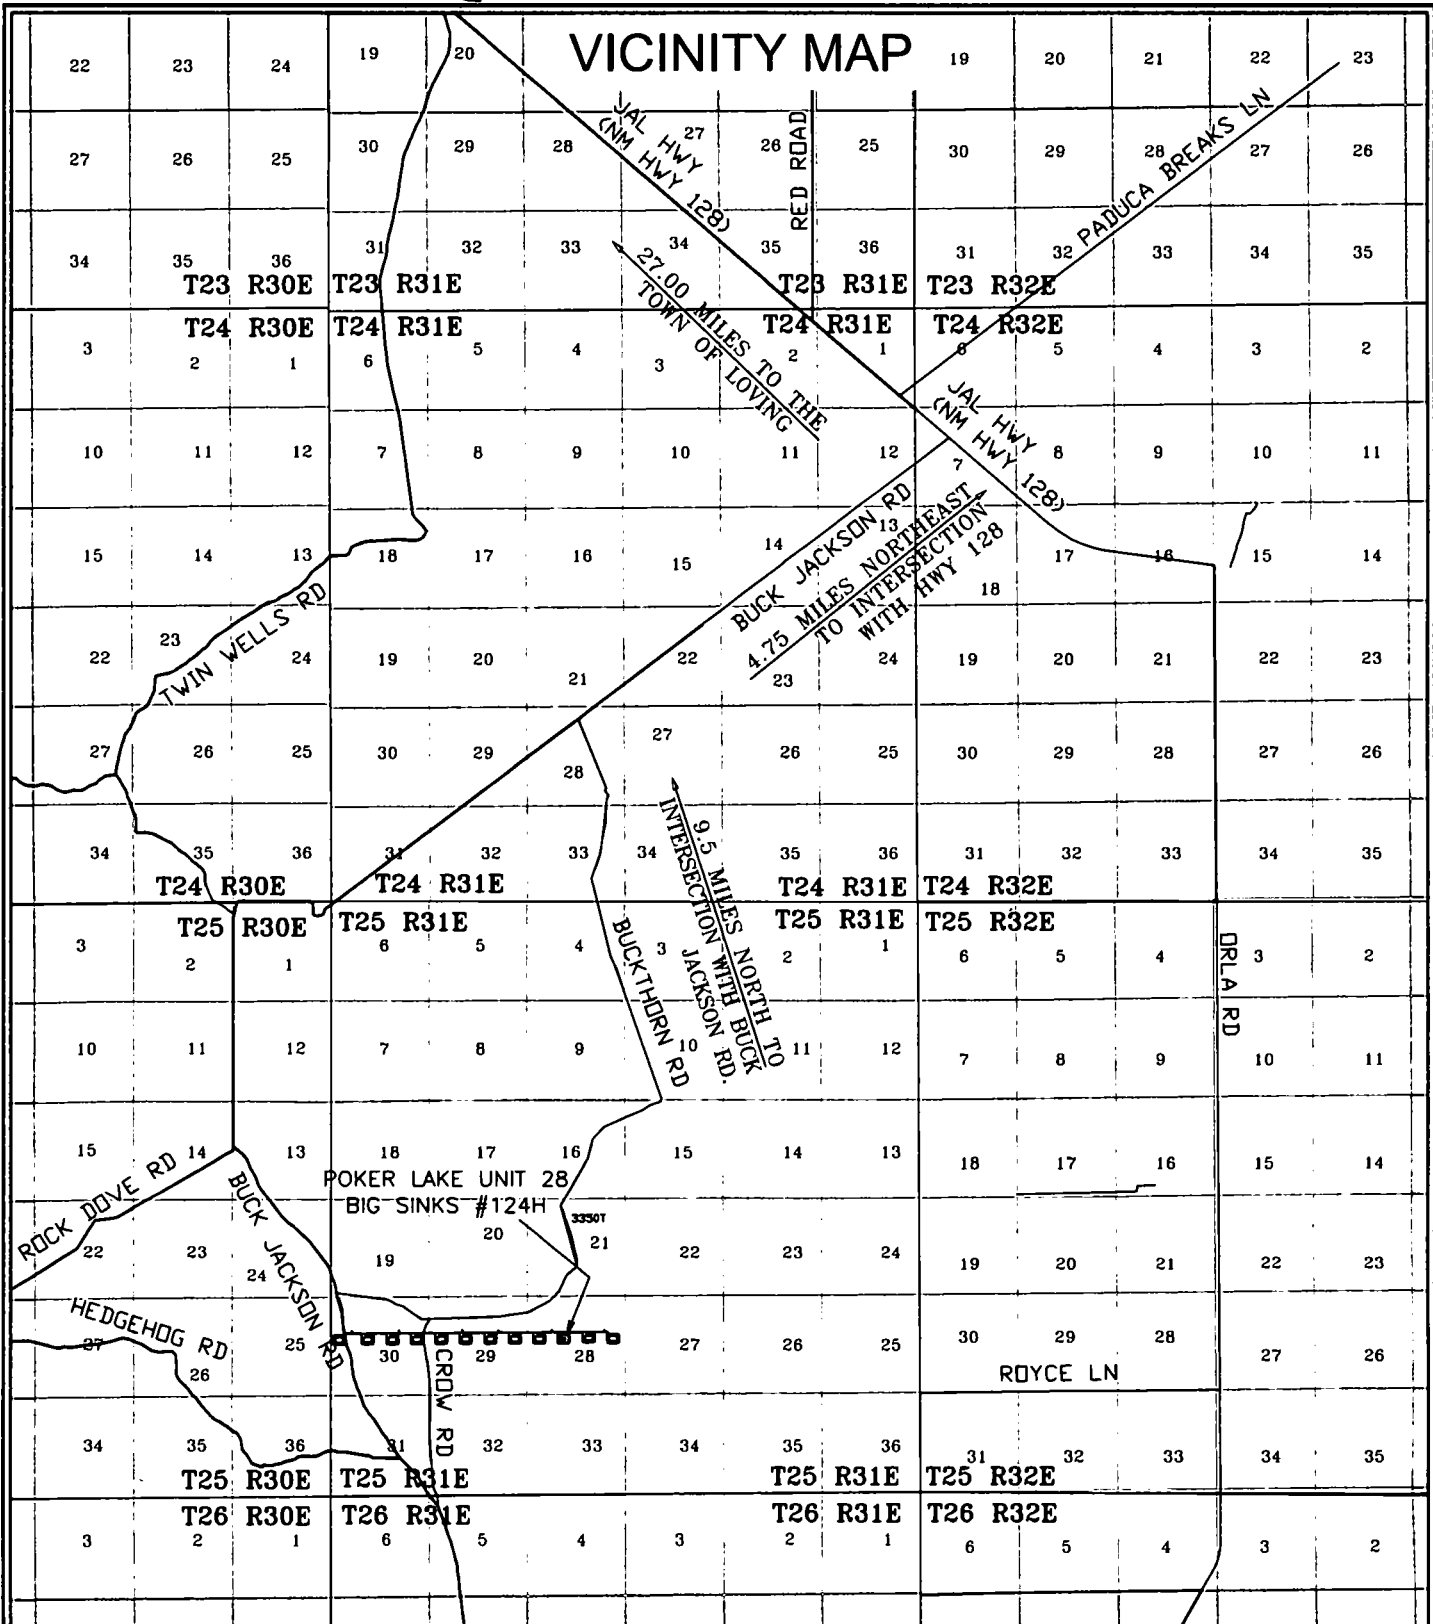 VICINITY MAP
22 23 24 19 20 19 20 21 22 23
JAL HWY
(NM HWY 128)
RED ROAD
PADUCA BREAKS LN
27 26 25 30 29 28 27 26 25 30 29 28 27 26
34 35 36 31 32 33 34 35 36 31 32 33 34 35
T23 R30E T23 R31E T23 R31E T23 R32E
T24 R30E T24 R31E T24 R31E T24 R32E
27.00 MILES TO THE
TOWN OF LOVING
3 2 1 6 5 4 3 2 1 6 5 4 3 2
JAL HWY
(NM HWY 128)
10 11 12 7 8 9 10 11 12 7 8 9 10 11
BUCK JACKSON RD
4.75 MILES NORTHEAST
TO INTERSECTION
WITH HWY 128
15 14 13 18 17 16 15 14 13 18 17 16 15 14
TWIN WELLS RD
22 23 24 19 20 21 22 23 24 19 20 21 22 23
27 26 25 30 29 28 27 26 25 30 29 28 27 26
34 35 36 31 32 33 34 35 36 31 32 33 34 35
T24 R30E T24 R31E T24 R31E T24 R32E
T25 R30E T25 R31E T25 R31E T25 R32E
9.5 MILES NORTH TO
INTERSECTION WITH BUCK
JACKSON RD.
BUCKTHORN RD
ORLA RD
3 2 1 6 5 4 3 2 1 6 5 4 3 2
10 11 12 7 8 9 10 11 12 7 8 9 10 11
15 14 13 18 17 16 15 14 13 18 17 16 15 14
ROCK DOVE RD
BUCK JACKSON RD
POKER LAKE UNIT 28
BIG SINKS #124H
3350'
22 23 24 19 20 21 22 23 24 19 20 21 22 23
HEDGEHOG RD
27 26 25 30 29 28 27 26 25 30 29 28 27 26
CROW RD
ROYCE LN
34 35 36 31 32 33 34 35 36 31 32 33 34 35
T25 R30E T25 R31E T25 R31E T25 R32E
T26 R30E T26 R31E T26 R31E T26 R32E
3 2 1 6 5 4 3 2 1 6 5 4 3 2